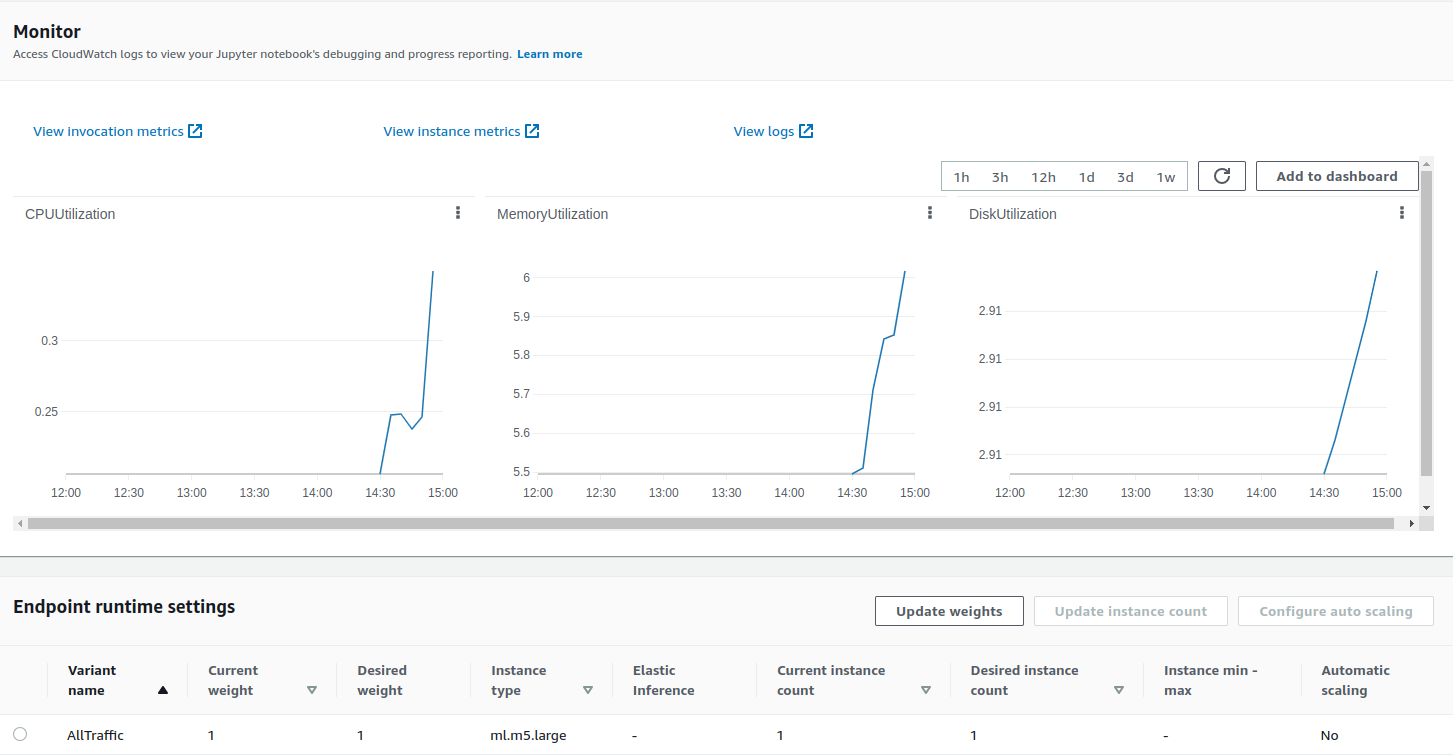 Monitor
Access CloudWatch logs to view your Jupyter notebook's debugging and progress reporting. Learn more
View invocation metrics View instance metrics View logs
1h 3h 12h 1d 3d 1w Add to dashboard
CPUUtilization
0.3
0.25
12:00 12:30 13:00 13:30 14:00 14:30 15:00
MemoryUtilization
6
5.9
5.8
5.7
5.6
5.5
12:00 12:30 13:00 13:30 14:00 14:30 15:00
DiskUtilization
2.91
2.91
2.91
2.91
12:00 12:30 13:00 13:30 14:00 14:30 15:00
Endpoint runtime settings
Update weights Update instance count Configure auto scaling
Variant name
Current weight
Desired weight
Instance type
Elastic Inference
Current instance count
Desired instance count
Instance min - max
Automatic scaling
AllTraffic 1 1 ml.m5.large - 1 1 - No